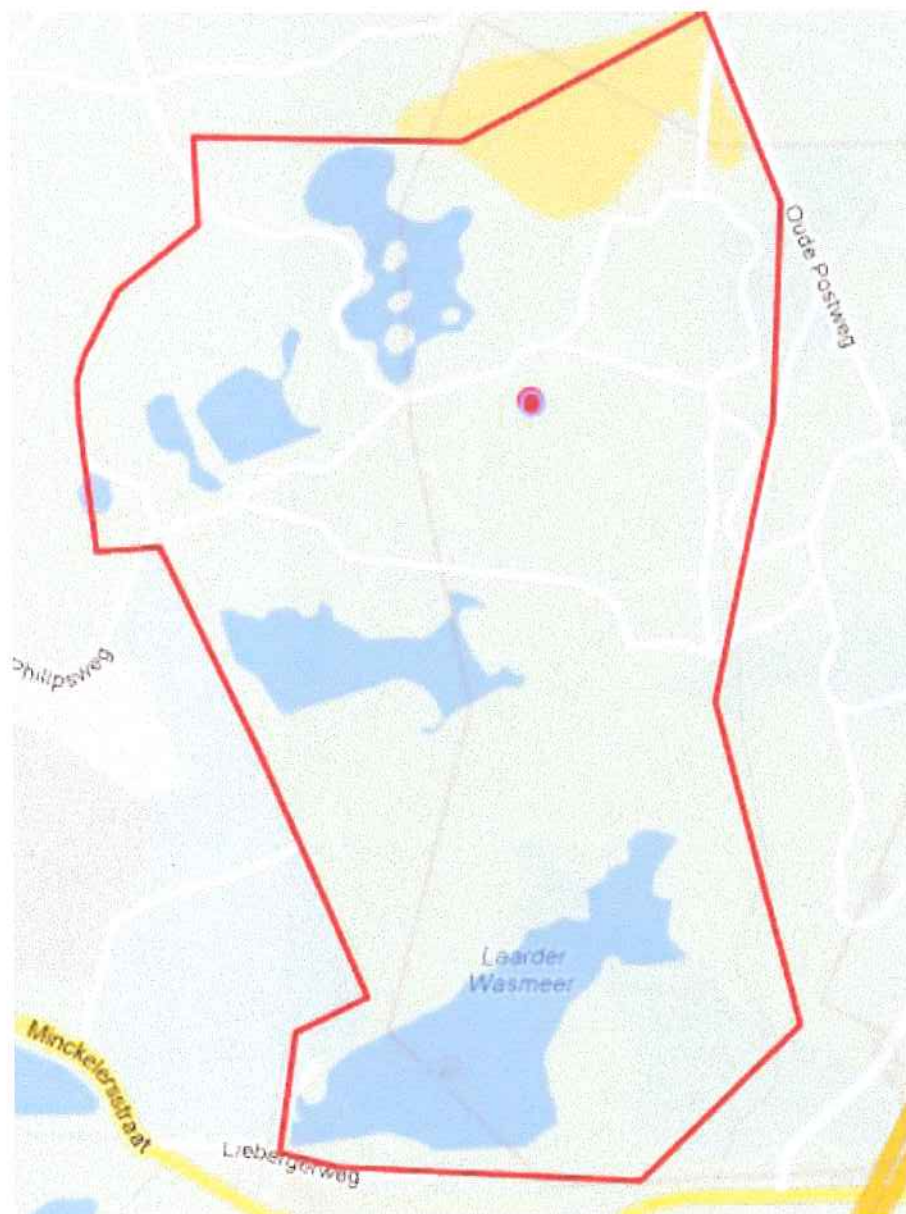 Oude Postweg
Philipsweg
Laarder
Wasmeer
Minckelersstraat
Liebergerweg